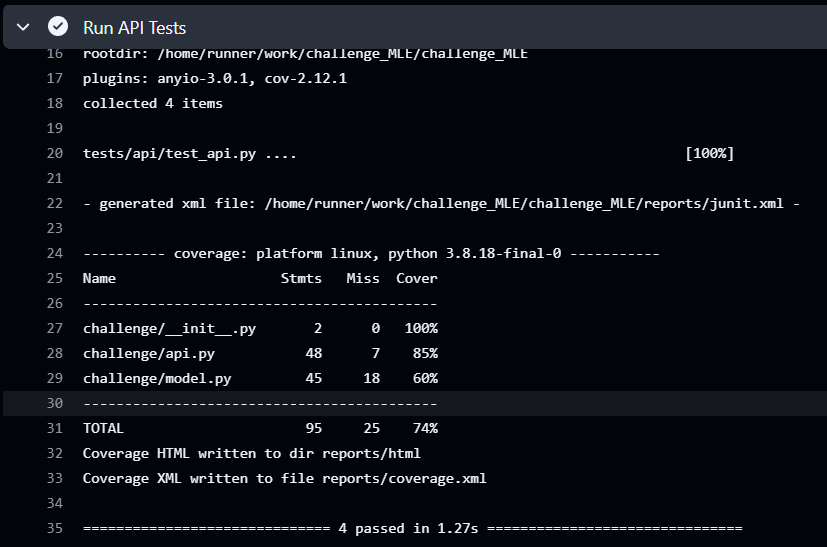 Run API Tests
16 rootdir: /home/runner/work/challenge_MLE/challenge_MLE
17 plugins: anyio-3.0.1, cov-2.12.1
18 collected 4 items
19
20 tests/api/test_api.py .... [100%]
21
22 - generated xml file: /home/runner/work/challenge_MLE/challenge_MLE/reports/junit.xml -
23
24 ---------- coverage: platform linux, python 3.8.18-final-0 -----------
25 Name Stmts Miss Cover
26 -------------------------------------------
27 challenge/__init__.py 2 0 100%
28 challenge/api.py 48 7 85%
29 challenge/model.py 45 18 60%
30 -------------------------------------------
31 TOTAL 95 25 74%
32 Coverage HTML written to dir reports/html
33 Coverage XML written to file reports/coverage.xml
34
35 ============================== 4 passed in 1.27s ===============================